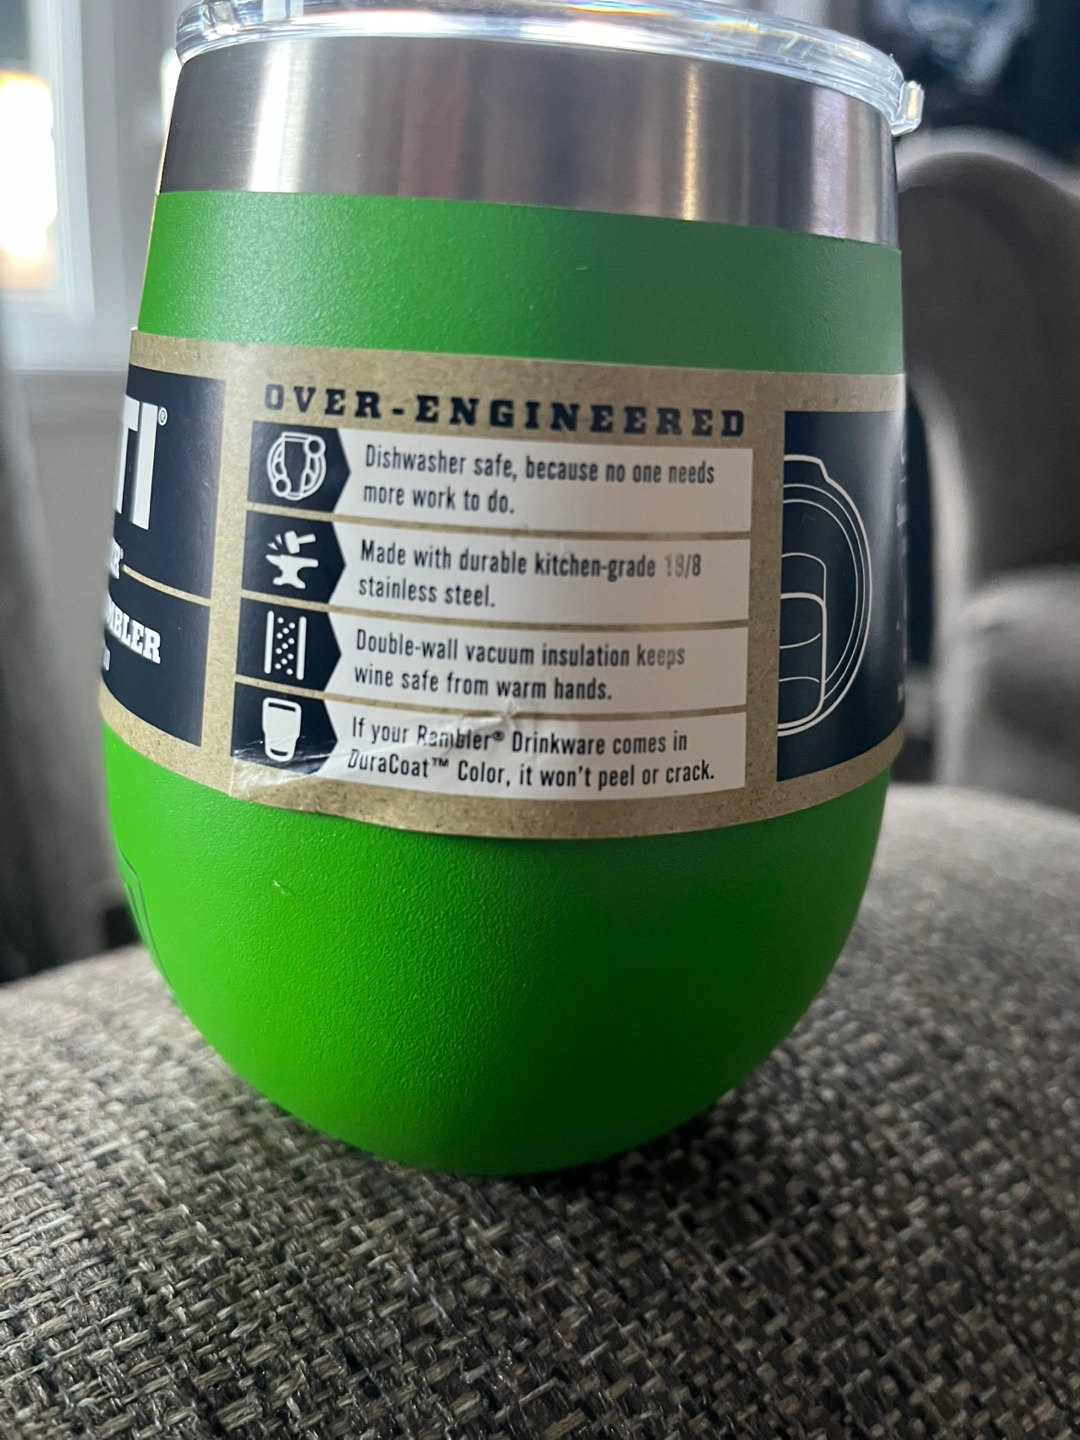 TI®
OVER-ENGINEERED
Dishwasher safe, because no one needs
more work to do.
Made with durable kitchen-grade 18/8
stainless steel.
Double-wall vacuum insulation keeps
wine safe from warm hands.
If your Rambler® Drinkware comes in
DuraCoat™ Color, it won't peel or crack.
R®
MBLER